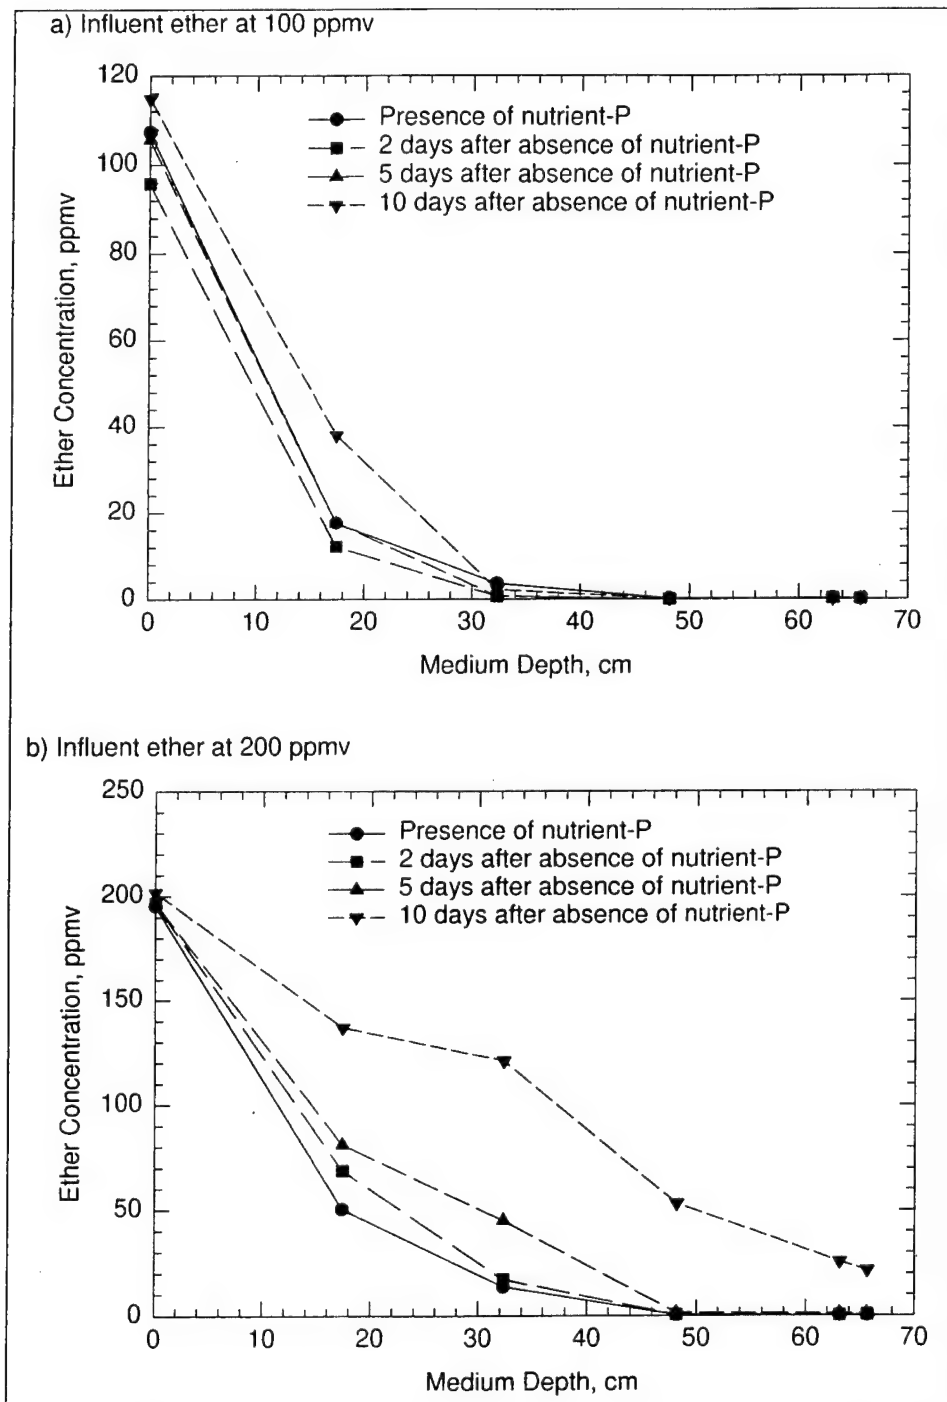 a) Influent ether at 100 ppmv
120
100
80
60
40
20
0
Ether Concentration, ppmv
Presence of nutrient-P
2 days after absence of nutrient-P
5 days after absence of nutrient-P
10 days after absence of nutrient-P
0 10 20 30 40 50 60 70
Medium Depth, cm
b) Influent ether at 200 ppmv
250
200
150
100
50
0
Ether Concentration, ppmv
Presence of nutrient-P
2 days after absence of nutrient-P
5 days after absence of nutrient-P
10 days after absence of nutrient-P
0 10 20 30 40 50 60 70
Medium Depth, cm